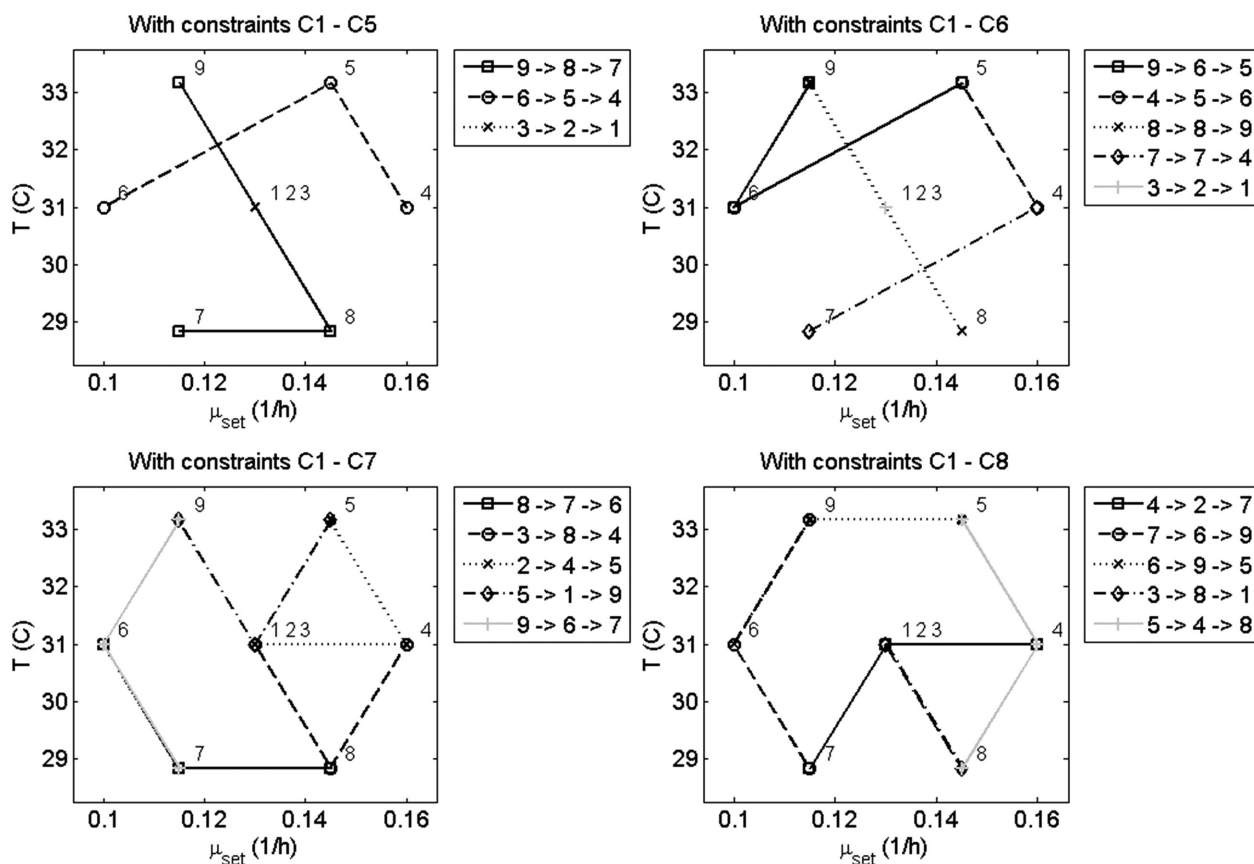 With constraints C1 - C5
T (C)
33
32
31
30
29
9
5
6
1 2 3
4
7
8
0.1 0.12 0.14 0.16
μset (1/h)
9 -> 8 -> 7
6 -> 5 -> 4
3 -> 2 -> 1
With constraints C1 - C6
T (C)
33
32
31
30
29
9
5
6
1 2 3
4
7
8
0.1 0.12 0.14 0.16
μset (1/h)
9 -> 6 -> 5
4 -> 5 -> 6
8 -> 8 -> 9
7 -> 7 -> 4
3 -> 2 -> 1
With constraints C1 - C7
T (C)
33
32
31
30
29
9
5
6
1 2 3
4
7
8
0.1 0.12 0.14 0.16
μset (1/h)
8 -> 7 -> 6
3 -> 8 -> 4
2 -> 4 -> 5
5 -> 1 -> 9
9 -> 6 -> 7
With constraints C1 - C8
T (C)
33
32
31
30
29
9
5
6
1 2 3
4
7
8
0.1 0.12 0.14 0.16
μset (1/h)
4 -> 2 -> 7
7 -> 6 -> 9
6 -> 9 -> 5
3 -> 8 -> 1
5 -> 4 -> 8